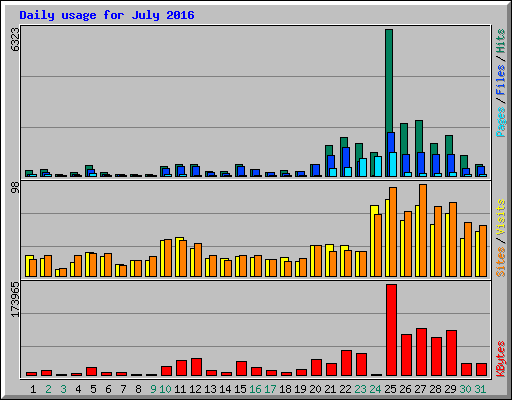 Daily usage for July 2016
6323
Pages / Files / Hits
98
Sites / Visits
173965
KBytes
1 2 3 4 5 6 7 8 9 10 11 12 13 14 15 16 17 18 19 20 21 22 23 24 25 26 27 28 29 30 31